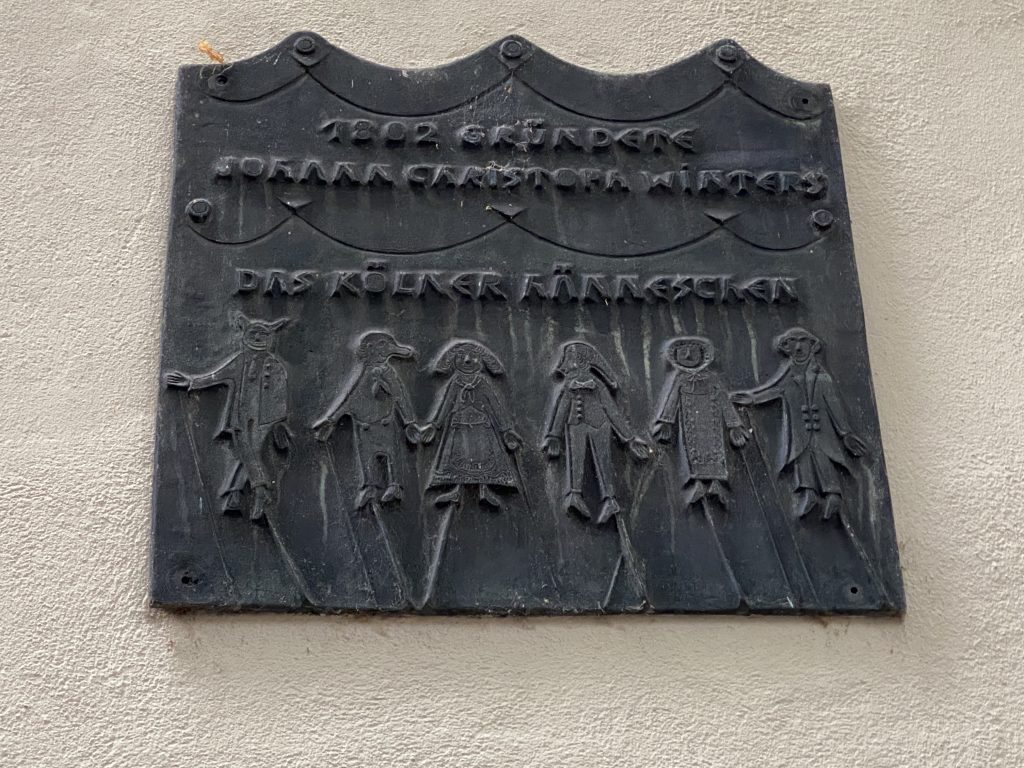 1802 GRÜNDETE
JOHANN CHRISTOPH WINTERS
DAS KÖLNER HÄNNESCHEN